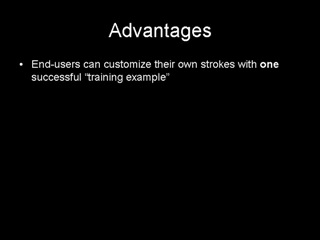 Advantages
• End-users can customize their own strokes with one
successful “training example”